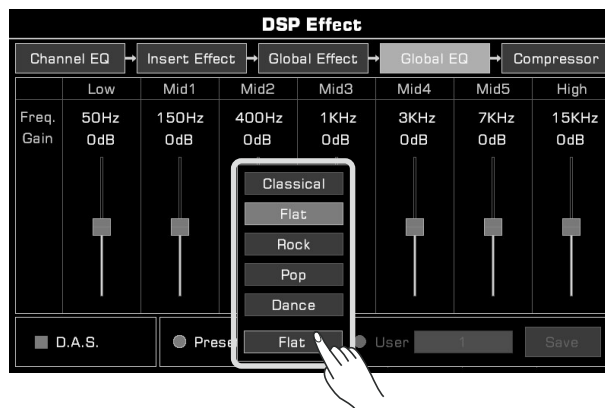 DSP Effect
Channel EQ Insert Effect Global Effect Global EQ Compressor
Low Mid1 Mid2 Mid3 Mid4 Mid5 High
Freq. 50Hz 150Hz 400Hz 1KHz 3KHz 7KHz 15KHz
Gain 0dB 0dB 0dB 0dB 0dB 0dB 0dB
Classical
Flat
Rock
Pop
Dance
D.A.S. Preset Flat User 1 Save